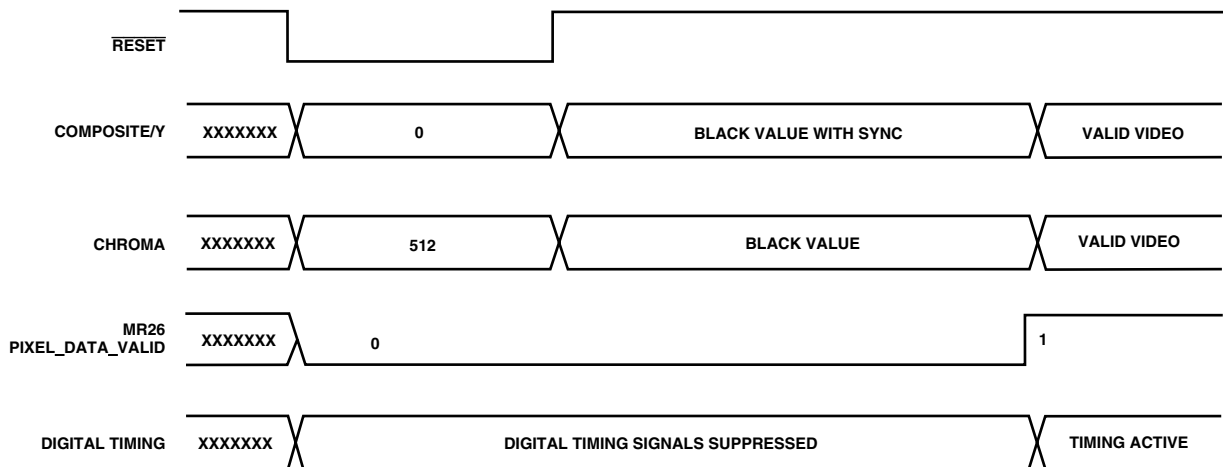 RESET
COMPOSITE/Y XXXXXXX 0 BLACK VALUE WITH SYNC VALID VIDEO
CHROMA XXXXXXX 512 BLACK VALUE VALID VIDEO
MR26
PIXEL_DATA_VALID XXXXXXX 0 1
DIGITAL TIMING XXXXXXX DIGITAL TIMING SIGNALS SUPPRESSED TIMING ACTIVE